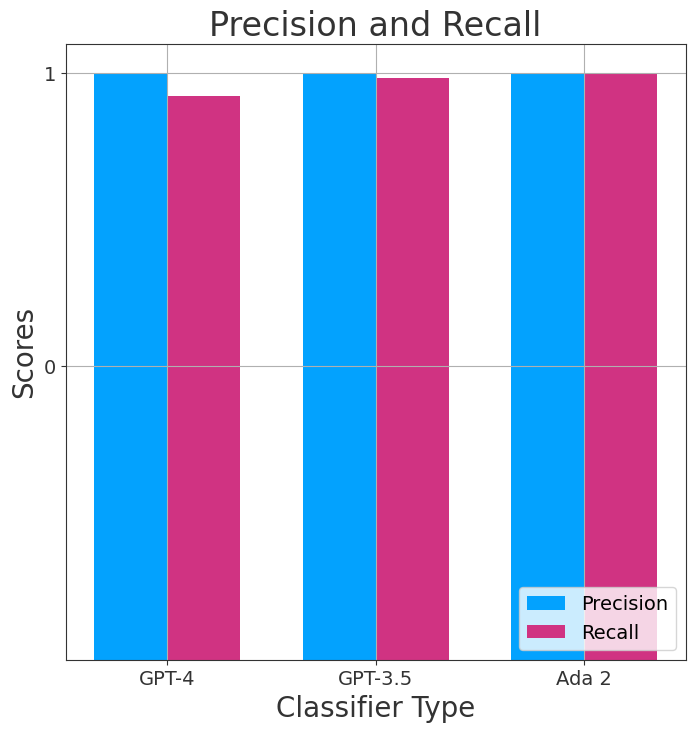 Precision and Recall
1
0
Scores
GPT-4
GPT-3.5
Ada 2
Classifier Type
Precision
Recall